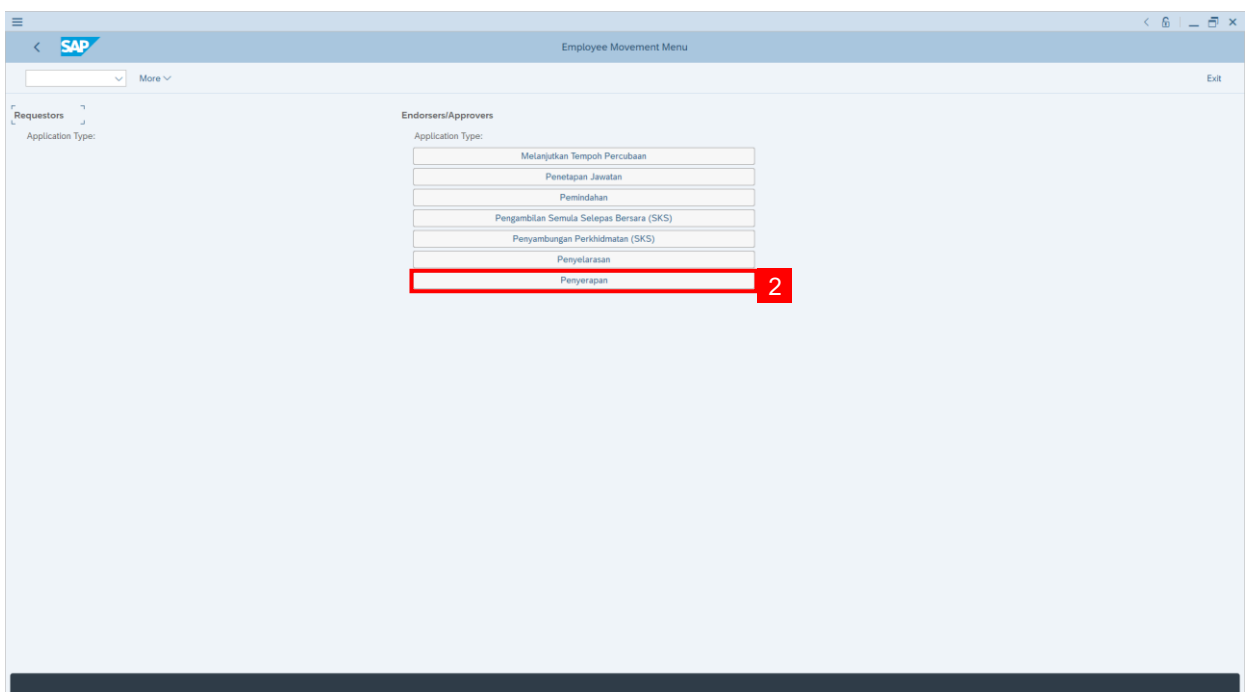 SAP
Employee Movement Menu
More
Exit
Requestors
Application Type:
Endorsers/Approvers
Application Type:
Melanjutkan Tempoh Percubaan
Penetapan Jawatan
Pemindahan
Pengambilan Semula Selepas Bersara (SKS)
Penyambungan Perkhidmatan (SKS)
Penyelarasan
Penyerapan
2